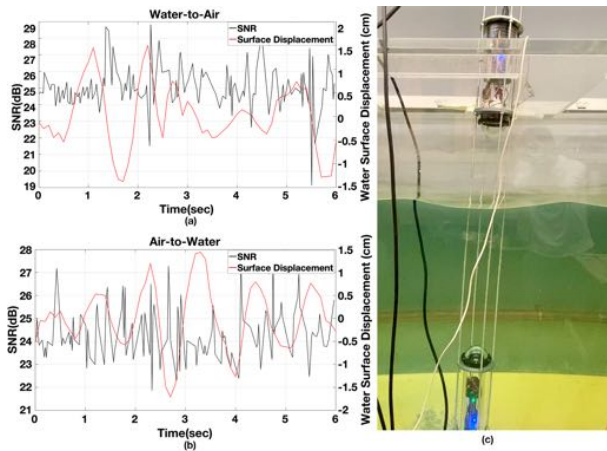 Water-to-Air
SNR
Surface Displacement
SNR(dB)
29
28
27
26
25
24
23
22
21
20
19
2
1.5
1
0.5
0
-0.5
-1
-1.5
Water Surface Displacement (cm)
0 1 2 3 4 5 6
Time(sec)
(a)
Air-to-Water
SNR
Surface Displacement
SNR(dB)
28
27
26
25
24
23
22
21
1.5
1
0.5
0
-0.5
-1
-1.5
-2
Water Surface Displacement (cm)
0 1 2 3 4 5 6
Time(sec)
(b)
(c)